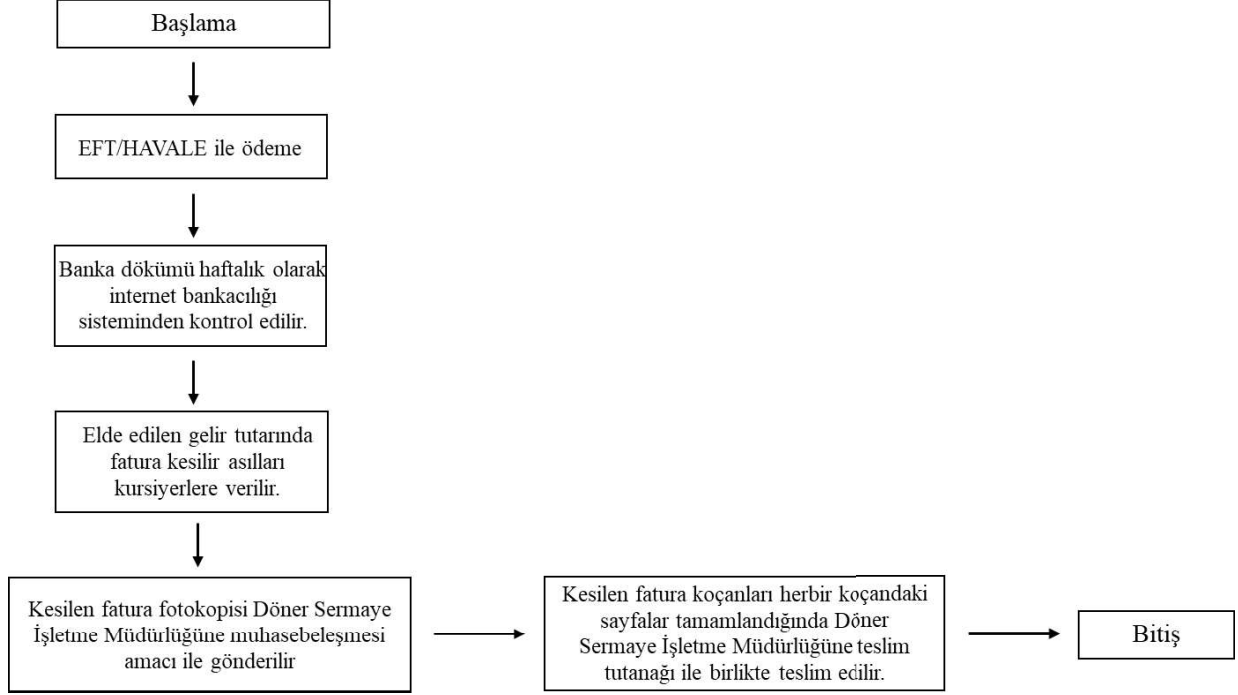 Başlama
EFT/HAVALE ile ödeme
Banka dökümü haftalık olarak
internet bankacılığı
sisteminden kontrol edilir.
Elde edilen gelir tutarında
fatura kesilir asılları
kursiyerlere verilir.
Kesilen fatura fotokopisi Döner Sermaye
İşletme Müdürlüğüne muhasebeleşmesi
amacı ile gönderilir
Kesilen fatura koçanları herbir koçandaki
sayfalar tamamlandığında Döner
Sermaye İşletme Müdürlüğüne teslim
tutanağı ile birlikte teslim edilir.
Bitiş